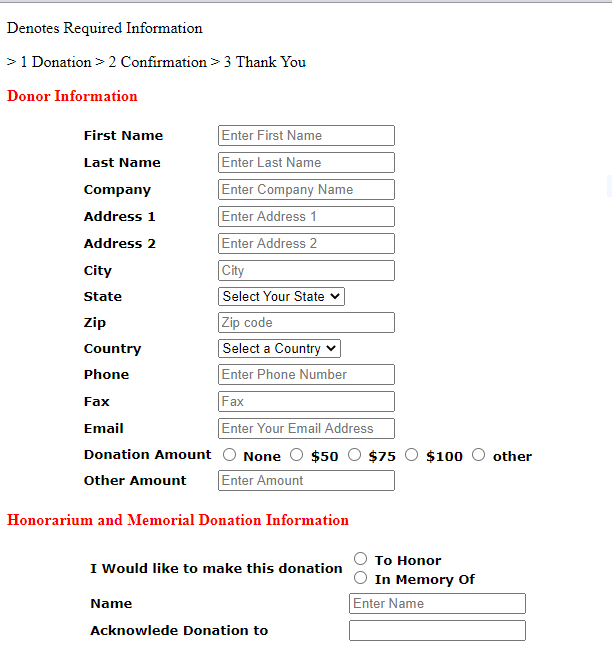 Denotes Required Information
> 1 Donation > 2 Confirmation > 3 Thank You
Donor Information
First Name Enter First Name
Last Name Enter Last Name
Company Enter Company Name
Address 1 Enter Address 1
Address 2 Enter Address 2
City City
State Select Your State
Zip Zip code
Country Select a Country
Phone Enter Phone Number
Fax Fax
Email Enter Your Email Address
Donation Amount None $50 $75 $100 other
Other Amount Enter Amount
Honorarium and Memorial Donation Information
I Would like to make this donation To Honor
In Memory Of
Name Enter Name
Acknowlede Donation to